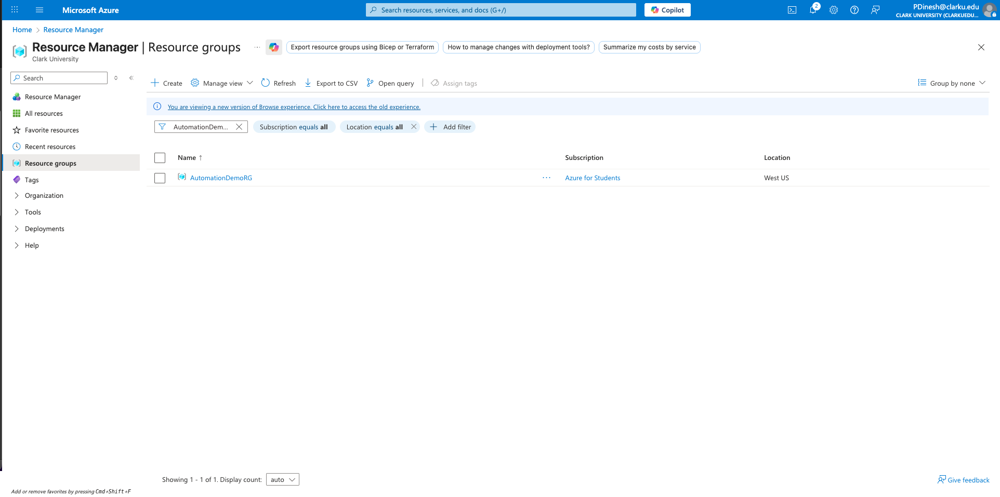 Microsoft Azure
Search resources, services, and docs (G+/)
Copilot
2
PDinesh@clarku.edu
CLARK UNIVERSITY (CLARKUEDU...
Home > Resource Manager
Resource Manager | Resource groups
...
Export resource groups using Bicep or Terraform
How to manage changes with deployment tools?
Summarize my costs by service
Clark University
Search
Resource Manager
All resources
Favorite resources
Recent resources
Resource groups
Tags
Organization
Tools
Deployments
Help
Create
Manage view
Refresh
Export to CSV
Open query
Assign tags
Group by none
You are viewing a new version of Browse experience. Click here to access the old experience.
AutomationDem...
Subscription equals all
Location equals all
Add filter
Name ↑
Subscription
Location
AutomationDemoRG
...
Azure for Students
West US
Showing 1 - 1 of 1. Display count:
auto
Give feedback
Add or remove favorites by pressing Cmd+Shift+F